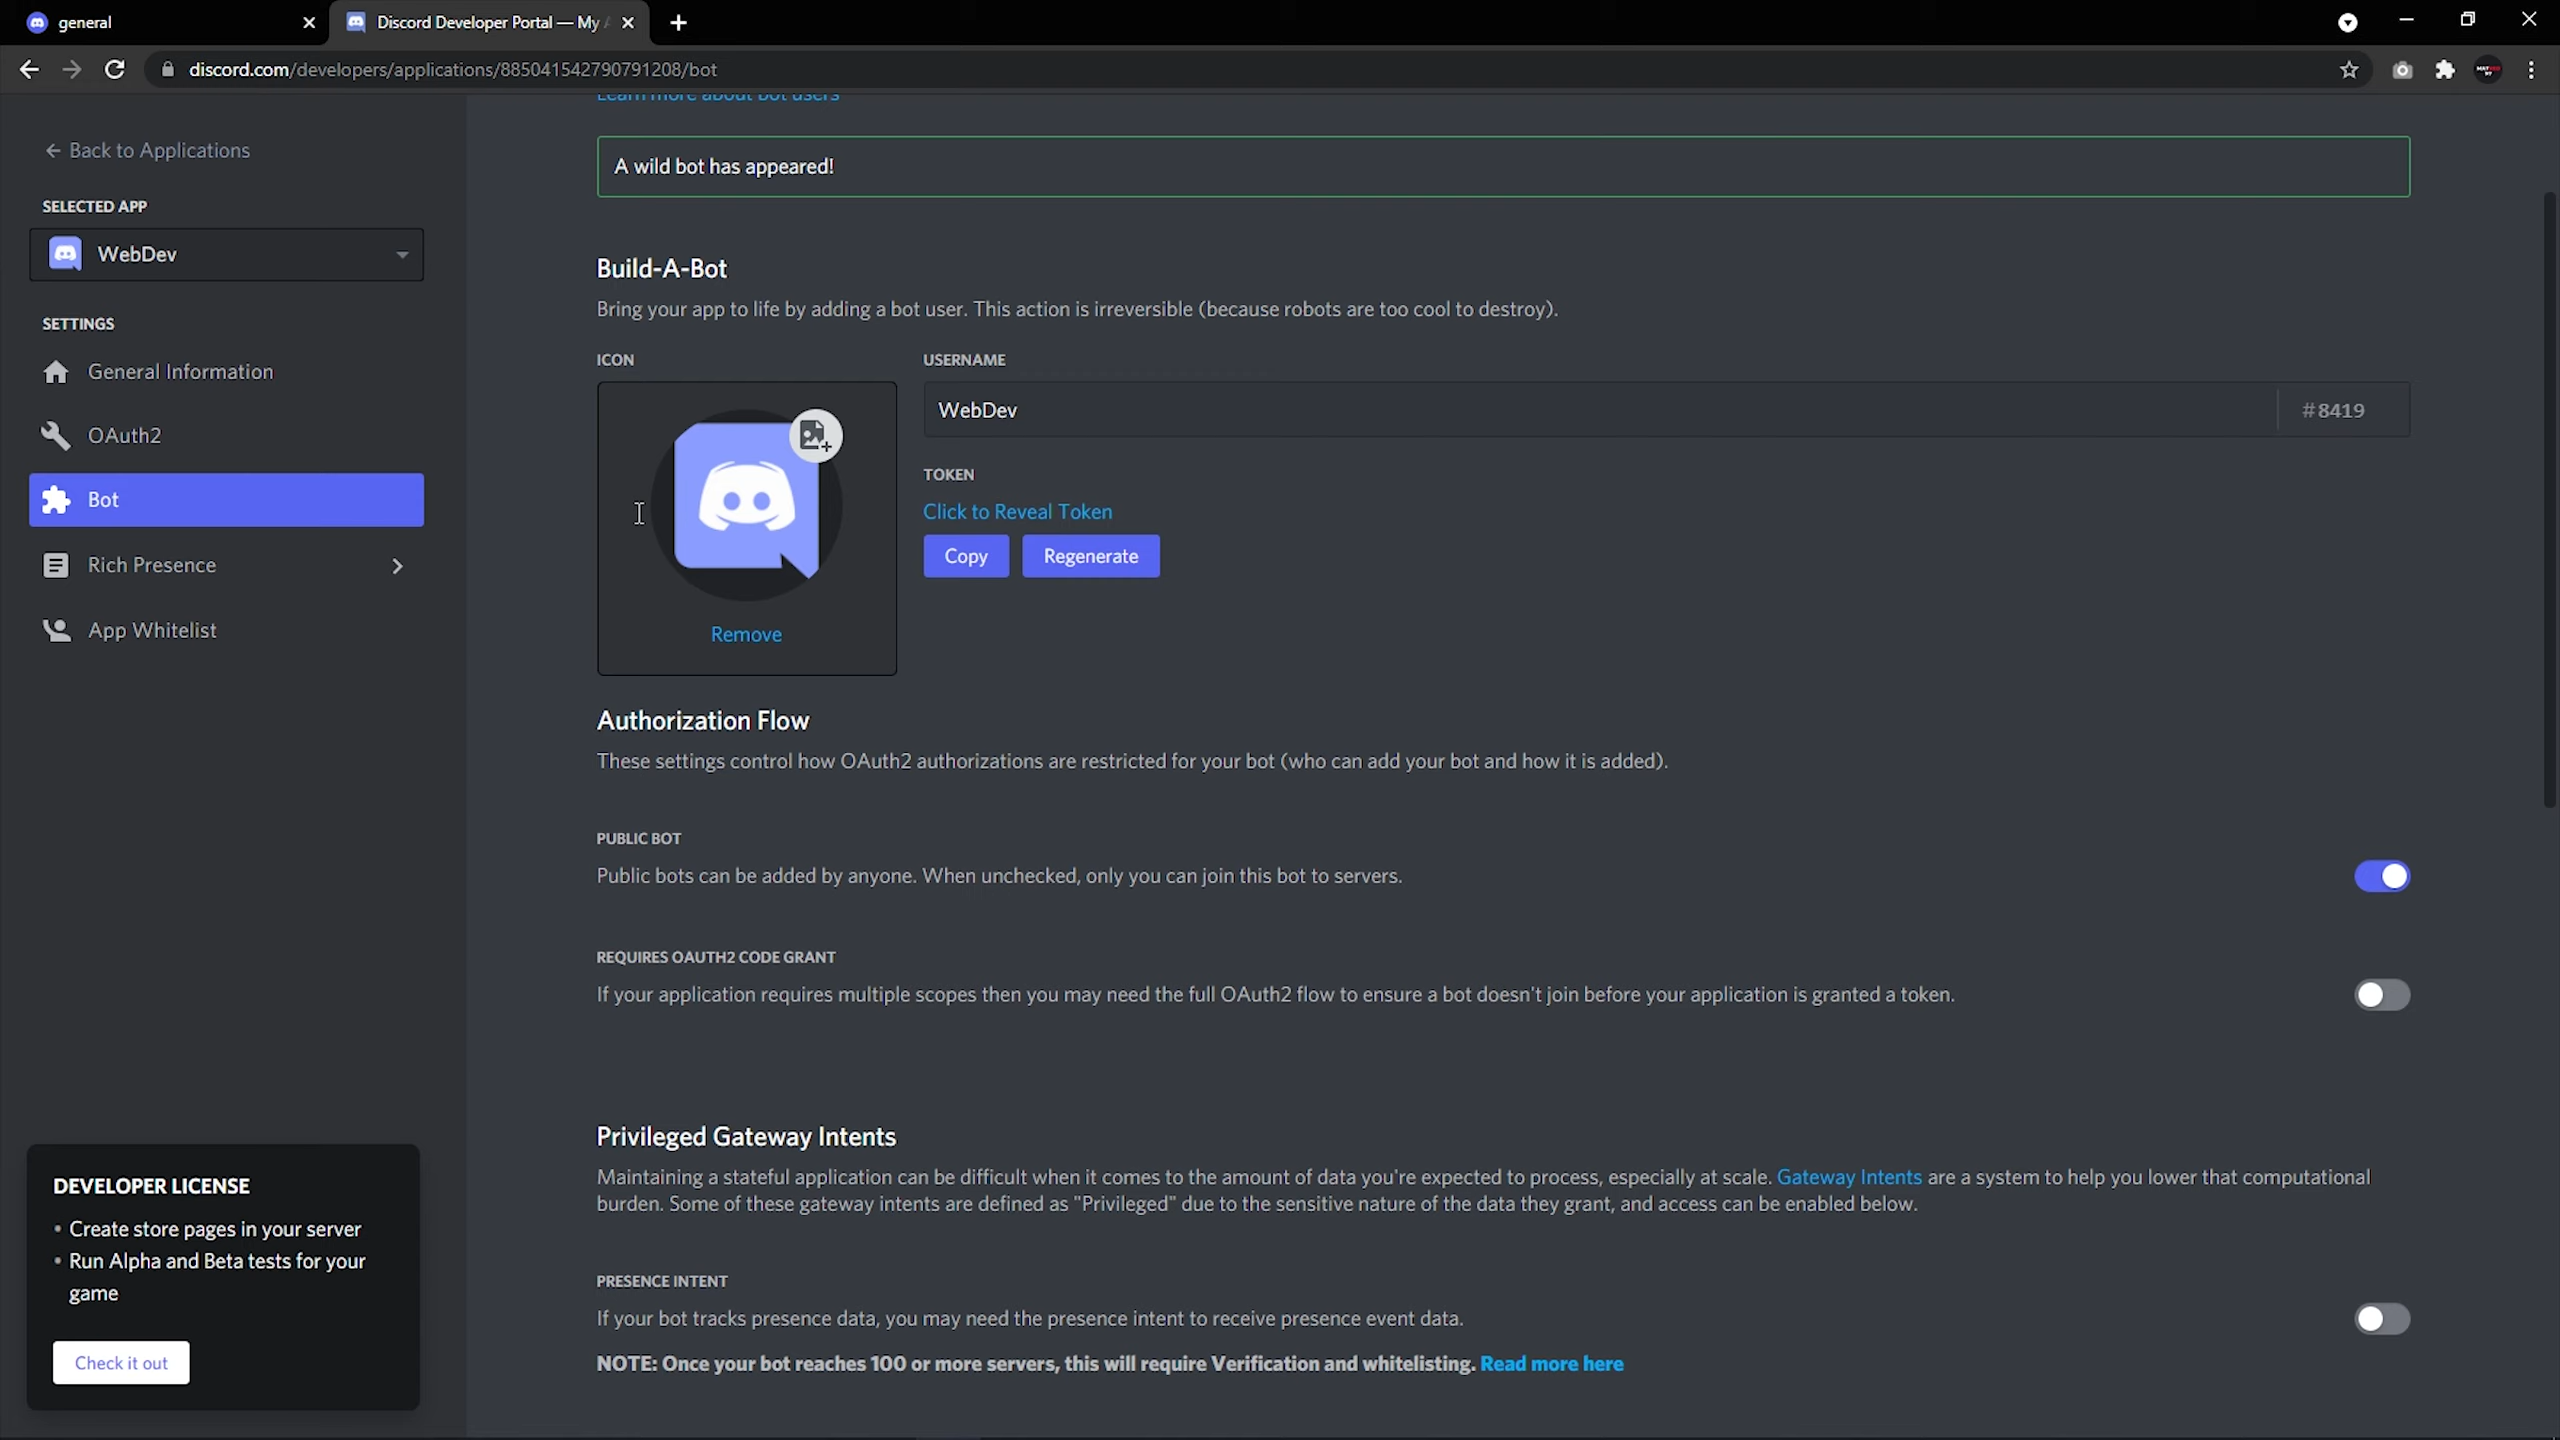 general
Discord Developer Portal — My
discord.com/developers/applications/885041542790791208/bot
Learn more about bot users
← Back to Applications
A wild bot has appeared!
SELECTED APP
WebDev
Build-A-Bot
Bring your app to life by adding a bot user. This action is irreversible (because robots are too cool to destroy).
SETTINGS
General Information
OAuth2
Bot
Rich Presence
App Whitelist
ICON
Remove
USERNAME
WebDev
#8419
TOKEN
Click to Reveal Token
Copy
Regenerate
Authorization Flow
These settings control how OAuth2 authorizations are restricted for your bot (who can add your bot and how it is added).
PUBLIC BOT
Public bots can be added by anyone. When unchecked, only you can join this bot to servers.
REQUIRES OAUTH2 CODE GRANT
If your application requires multiple scopes then you may need the full OAuth2 flow to ensure a bot doesn't join before your application is granted a token.
Privileged Gateway Intents
Maintaining a stateful application can be difficult when it comes to the amount of data you're expected to process, especially at scale. Gateway Intents are a system to help you lower that computational
burden. Some of these gateway intents are defined as "Privileged" due to the sensitive nature of the data they grant, and access can be enabled below.
PRESENCE INTENT
If your bot tracks presence data, you may need the presence intent to receive presence event data.
NOTE: Once your bot reaches 100 or more servers, this will require Verification and whitelisting. Read more here
DEVELOPER LICENSE
• Create store pages in your server
• Run Alpha and Beta tests for your
game
Check it out